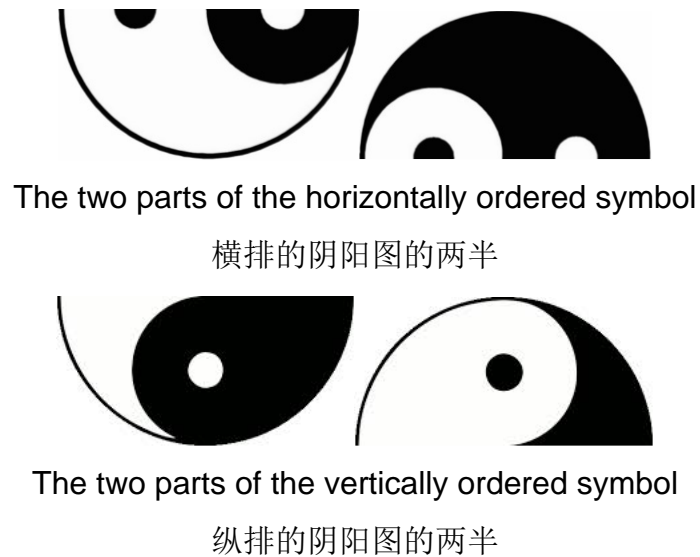 The two parts of the horizontally ordered symbol
横排的阴阳图的两半
The two parts of the vertically ordered symbol
纵排的阴阳图的两半